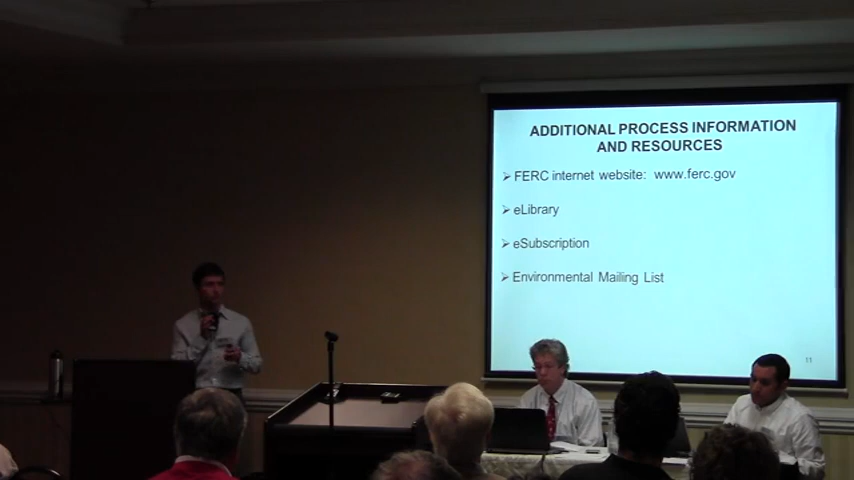 ADDITIONAL PROCESS INFORMATION
AND RESOURCES
➢ FERC internet website: www.ferc.gov
➢ eLibrary
➢ eSubscription
➢ Environmental Mailing List
11